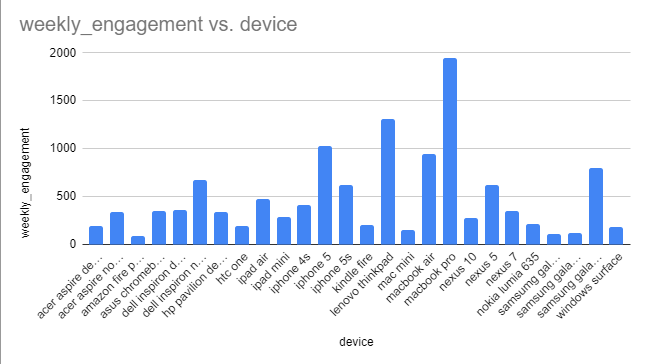 weekly_engagement vs. device
weekly_engagement
2000
1500
1000
500
0
acer aspire de...
acer aspire no...
amazon fire p...
asus chromeb...
dell inspiron d...
dell inspiron n...
hp pavilion de...
htc one
ipad air
ipad mini
iphone 4s
iphone 5
iphone 5s
kindle fire
lenovo thinkpad
mac mini
macbook air
macbook pro
nexus 10
nexus 5
nexus 7
nokia lumia 635
samsumg gal...
samsung gala...
samsung gala...
windows surface
device